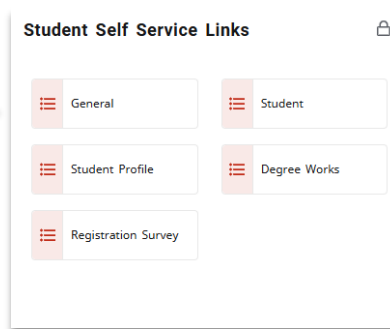 Student Self Service Links
General
Student
Student Profile
Degree Works
Registration Survey